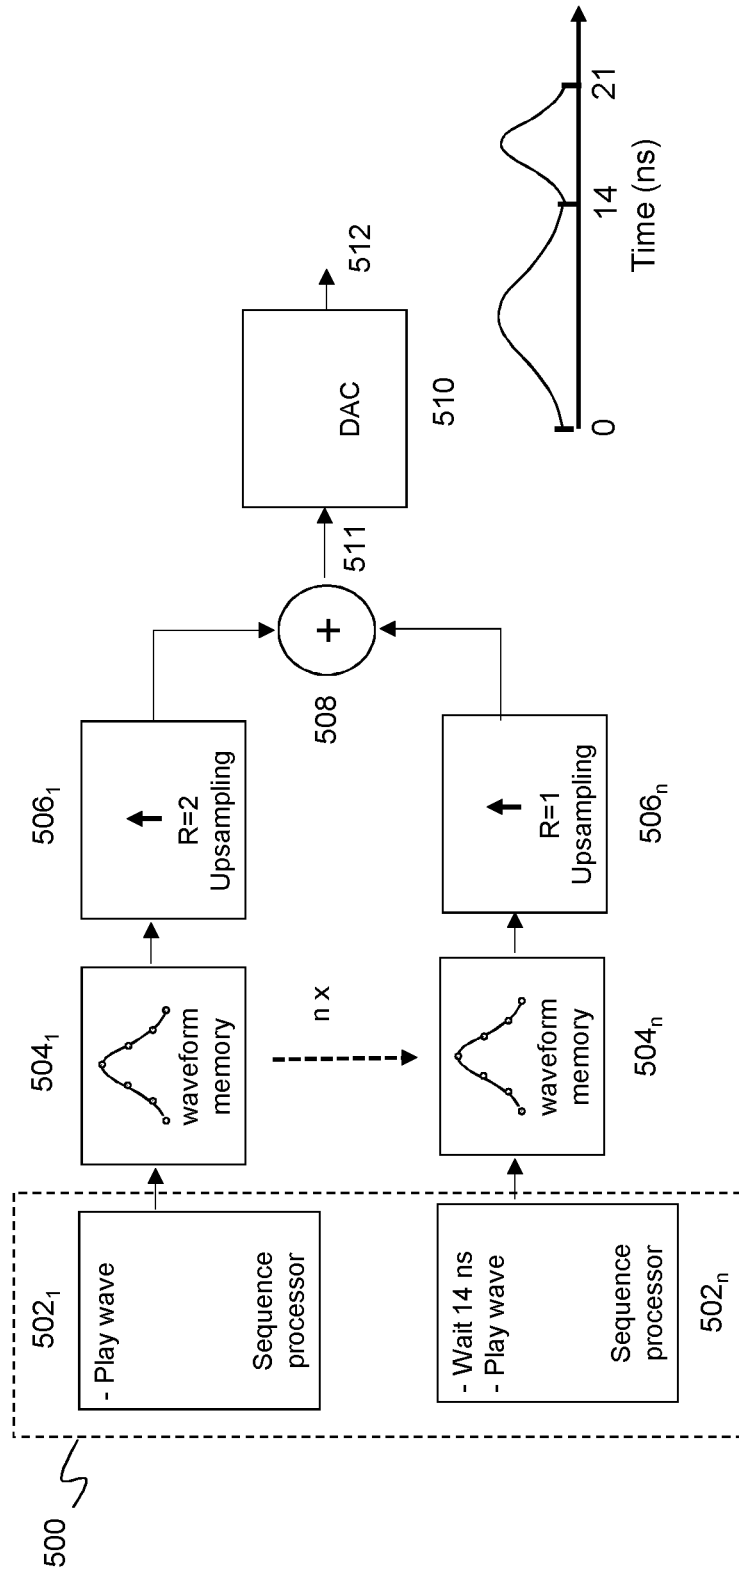 500
502₁
- Play wave
Sequence
processor
504₁
waveform
memory
506₁
R=2
Upsampling
n x
- Wait 14 ns
- Play wave
Sequence
processor
502ₙ
waveform
memory
504ₙ
R=1
Upsampling
506ₙ
508
+
511
DAC
510
512
0
14
21
Time (ns)